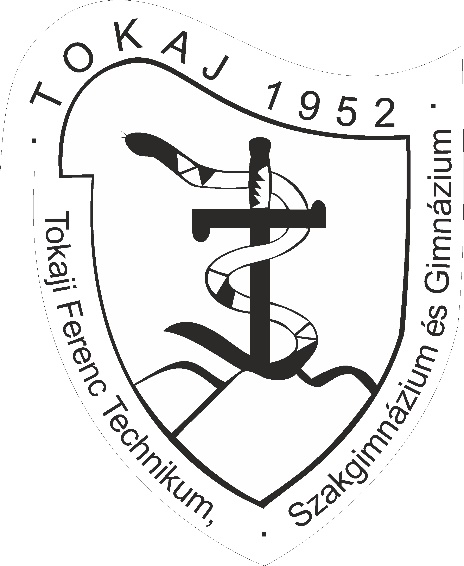 TOKAJ 1952
Tokaji Ferenc Technikum,
Szakgimnázium és Gimnázium